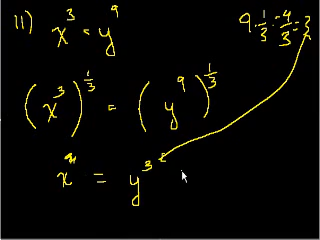 11) x³ = y⁹
9 · 1/3 = 9/3 = 3
(x³)^(1/3) = (y⁹)^(1/3)
x = y³